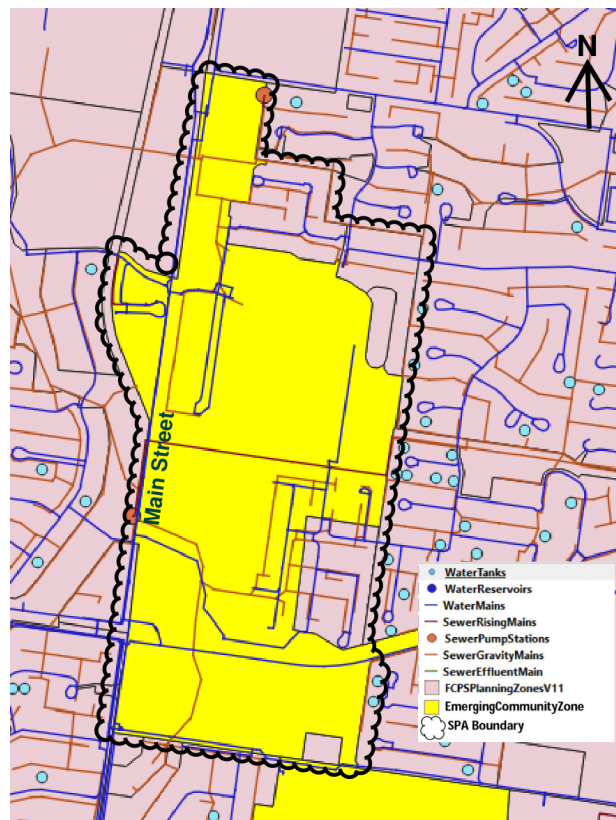 N
Main Street
WaterTanks
WaterReservoirs
WaterMains
SewerRisingMains
SewerPumpStations
SewerGravityMains
SewerEffluentMain
FCPSPlanningZonesV11
EmergingCommunityZone
SPA Boundary